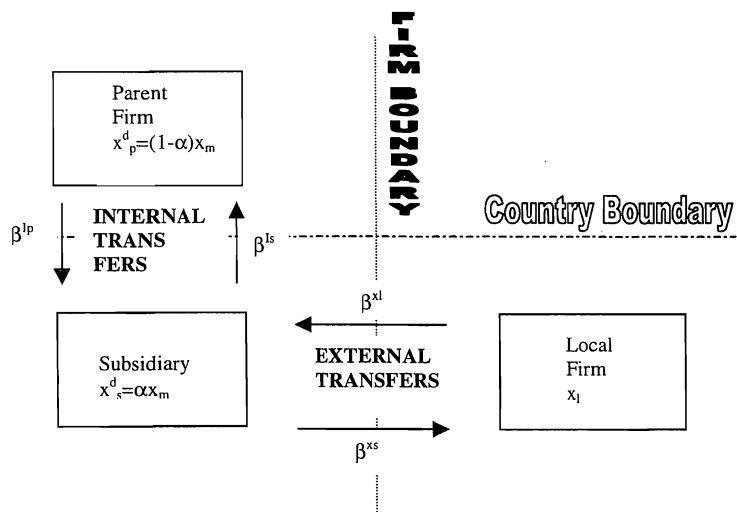 FIRM BOUNDARY
Parent
Firm
x^d_p=(1-α)x_m
Country Boundary
β^Ip
INTERNAL
TRANS
FERS
β^Is
β^xl
Subsidiary
x^d_s=αx_m
EXTERNAL
TRANSFERS
Local
Firm
x_l
β^xs